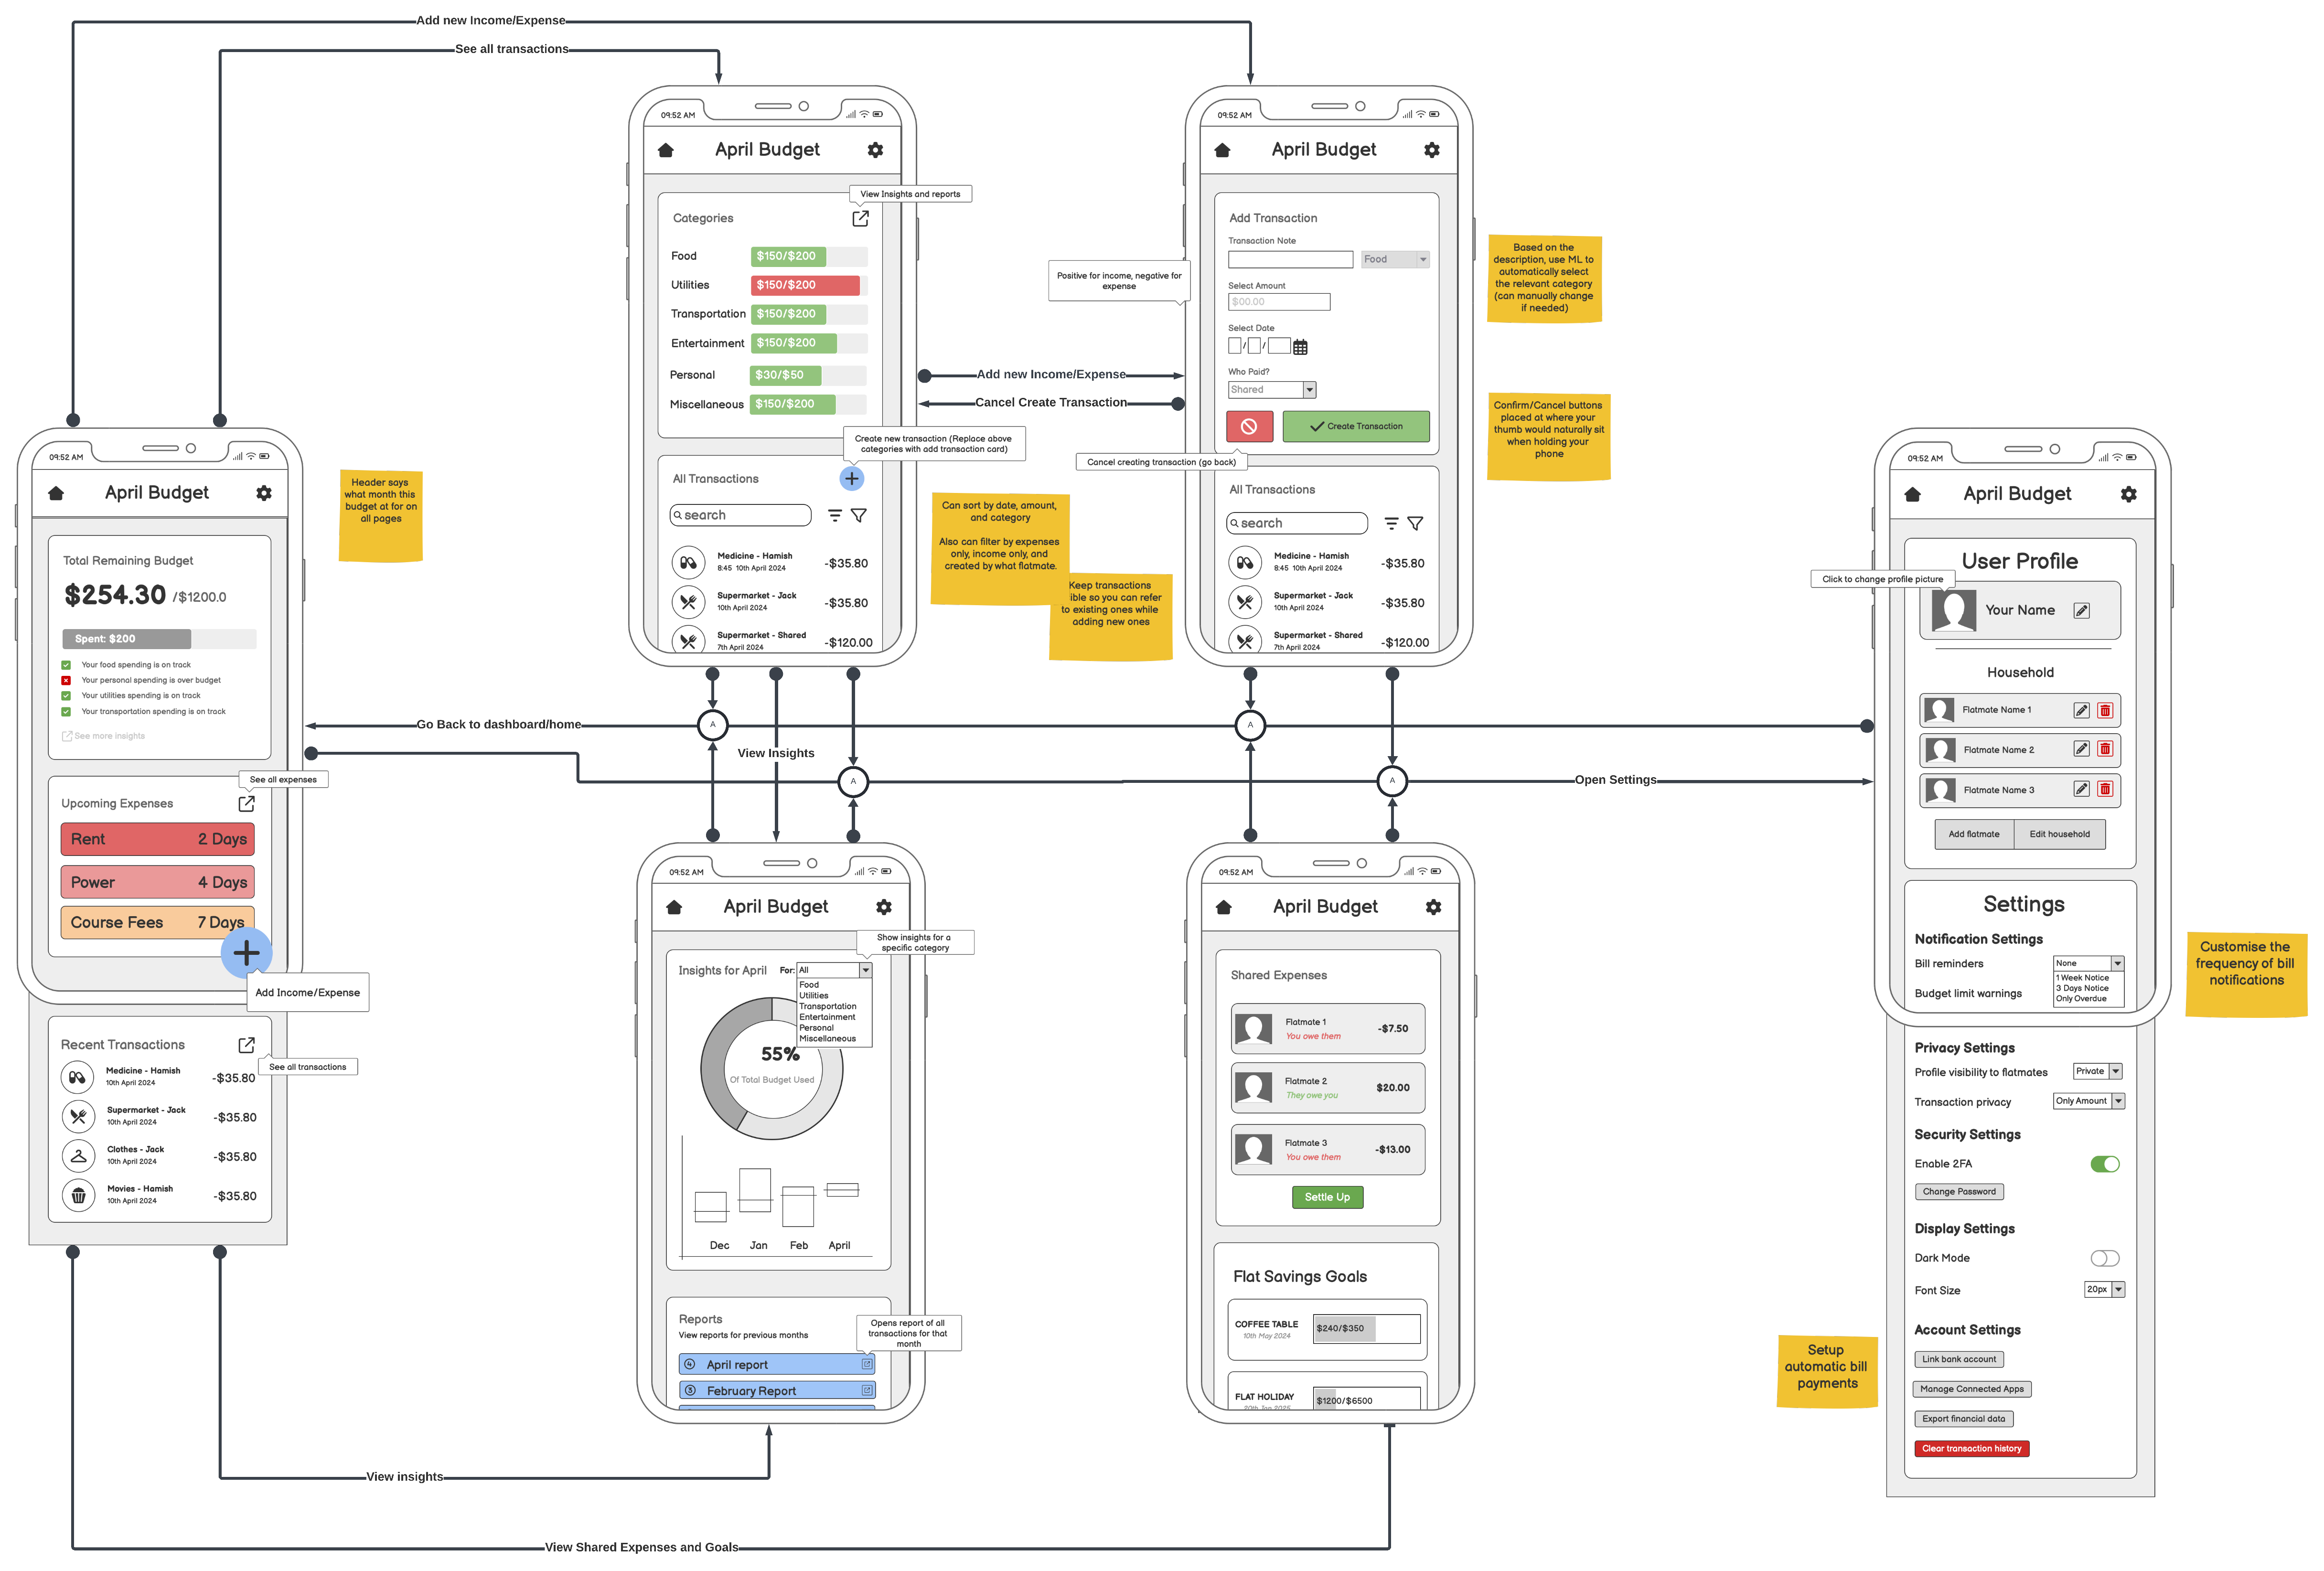 Add new Income/Expense
See all transactions
09:52 AM
April Budget
Total Remaining Budget
$254.30 /$1200.0
Spent: $200
Your food spending is on track
Your personal spending is over budget
Your utilities spending is on track
Your transportation spending is on track
See more insights
See all expenses
Upcoming Expenses
Rent 2 Days
Power 4 Days
Course Fees 7 Days
Add Income/Expense
Recent Transactions
See all transactions
Medicine - Hamish
10th April 2024
-$35.80
Supermarket - Jack
10th April 2024
-$35.80
Clothes - Jack
10th April 2024
-$35.80
Movies - Hamish
10th April 2024
-$35.80
Header says
what month this
budget at for on
all pages
09:52 AM
April Budget
View Insights and reports
Categories
Food $150/$200
Utilities $150/$200
Transportation $150/$200
Entertainment $150/$200
Personal $30/$50
Miscellaneous $150/$200
Create new transaction (Replace above
categories with add transaction card)
All Transactions
search
Medicine - Hamish
8:45 10th April 2024
-$35.80
Supermarket - Jack
10th April 2024
-$35.80
Supermarket - Shared
7th April 2024
-$120.00
Add new Income/Expense
Cancel Create Transaction
Can sort by date, amount,
and category
Also can filter by expenses
only, income only, and
created by what flatmate.
Keep transactions
ible so you can refer
to existing ones while
adding new ones
09:52 AM
April Budget
Add Transaction
Transaction Note
Food
Positive for income, negative for
expense
Select Amount
$00.00
Select Date
/ /
Who Paid?
Shared
Create Transaction
Cancel creating transaction (go back)
All Transactions
search
Medicine - Hamish
8:45 10th April 2024
-$35.80
Supermarket - Jack
10th April 2024
-$35.80
Supermarket - Shared
7th April 2024
-$120.00
Based on the
description, use ML to
automatically select
the relevant category
(can manually change
if needed)
Confirm/Cancel buttons
placed at where your
thumb would naturally sit
when holding your
phone
Go Back to dashboard/home
A
A
View Insights
A
A
Open Settings
09:52 AM
April Budget
Show insights for a
specific category
Insights for April
For: All
Food
Utilities
Transportation
Entertainment
Personal
Miscellaneous
55%
Of Total Budget Used
Dec Jan Feb April
Reports
View reports for previous months
Opens report of all
transactions for that
month
4 April report
3 February Report
09:52 AM
April Budget
Shared Expenses
Flatmate 1
You owe them
-$7.50
Flatmate 2
They owe you
$20.00
Flatmate 3
You owe them
-$13.00
Settle Up
Flat Savings Goals
COFFEE TABLE
10th May 2024
$240/$350
FLAT HOLIDAY
20th Jan 2025
$1200/$6500
09:52 AM
April Budget
User Profile
Click to change profile picture
Your Name
Household
Flatmate Name 1
Flatmate Name 2
Flatmate Name 3
Add flatmate
Edit household
Settings
Notification Settings
Bill reminders
None
1 Week Notice
3 Days Notice
Only Overdue
Budget limit warnings
Customise the
frequency of bill
notifications
Privacy Settings
Profile visibility to flatmates
Private
Transaction privacy
Only Amount
Security Settings
Enable 2FA
Change Password
Display Settings
Dark Mode
Font Size
20px
Account Settings
Link bank account
Manage Connected Apps
Export financial data
Clear transaction history
Setup
automatic bill
payments
View insights
View Shared Expenses and Goals